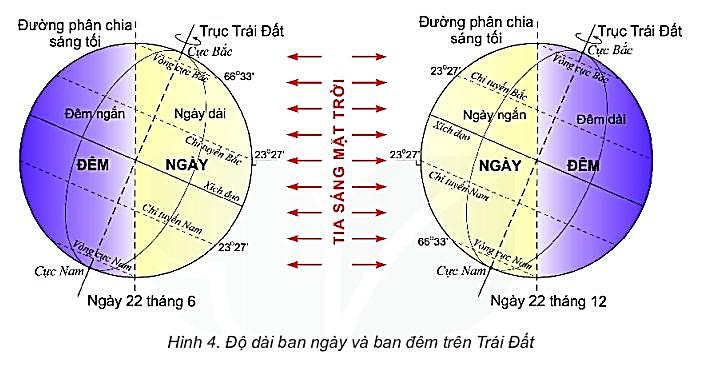 Đường phân chia
sáng tối
Trục Trái Đất
Cực Bắc
Vòng cực Bắc
66°33'
Đêm ngắn
Ngày dài
Chí tuyến Bắc
23°27'
ĐÊM
NGÀY
Xích đạo
Chí tuyến Nam
23°27'
Vòng cực Nam
Cực Nam
Ngày 22 tháng 6
TIA SÁNG MẶT TRỜI
Đường phân chia
sáng tối
Trục Trái Đất
Cực Bắc
Vòng cực Bắc
23°27'
Chí tuyến Bắc
Ngày ngắn
Đêm dài
Xích đạo
23°27'
NGÀY
ĐÊM
Chí tuyến Nam
66°33'
Vòng cực Nam
Cực Nam
Ngày 22 tháng 12
Hình 4. Độ dài ban ngày và ban đêm trên Trái Đất